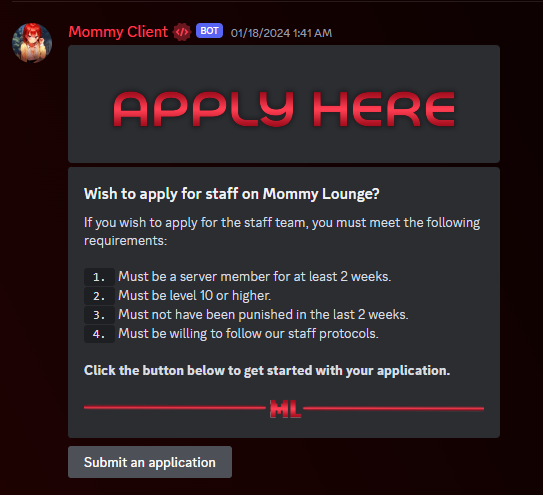 Mommy Client BOT 01/18/2024 1:41 AM
APPLY HERE
Wish to apply for staff on Mommy Lounge?
If you wish to apply for the staff team, you must meet the following
requirements:
1. Must be a server member for at least 2 weeks.
2. Must be level 10 or higher.
3. Must not have been punished in the last 2 weeks.
4. Must be willing to follow our staff protocols.
Click the button below to get started with your application.
ML
Submit an application